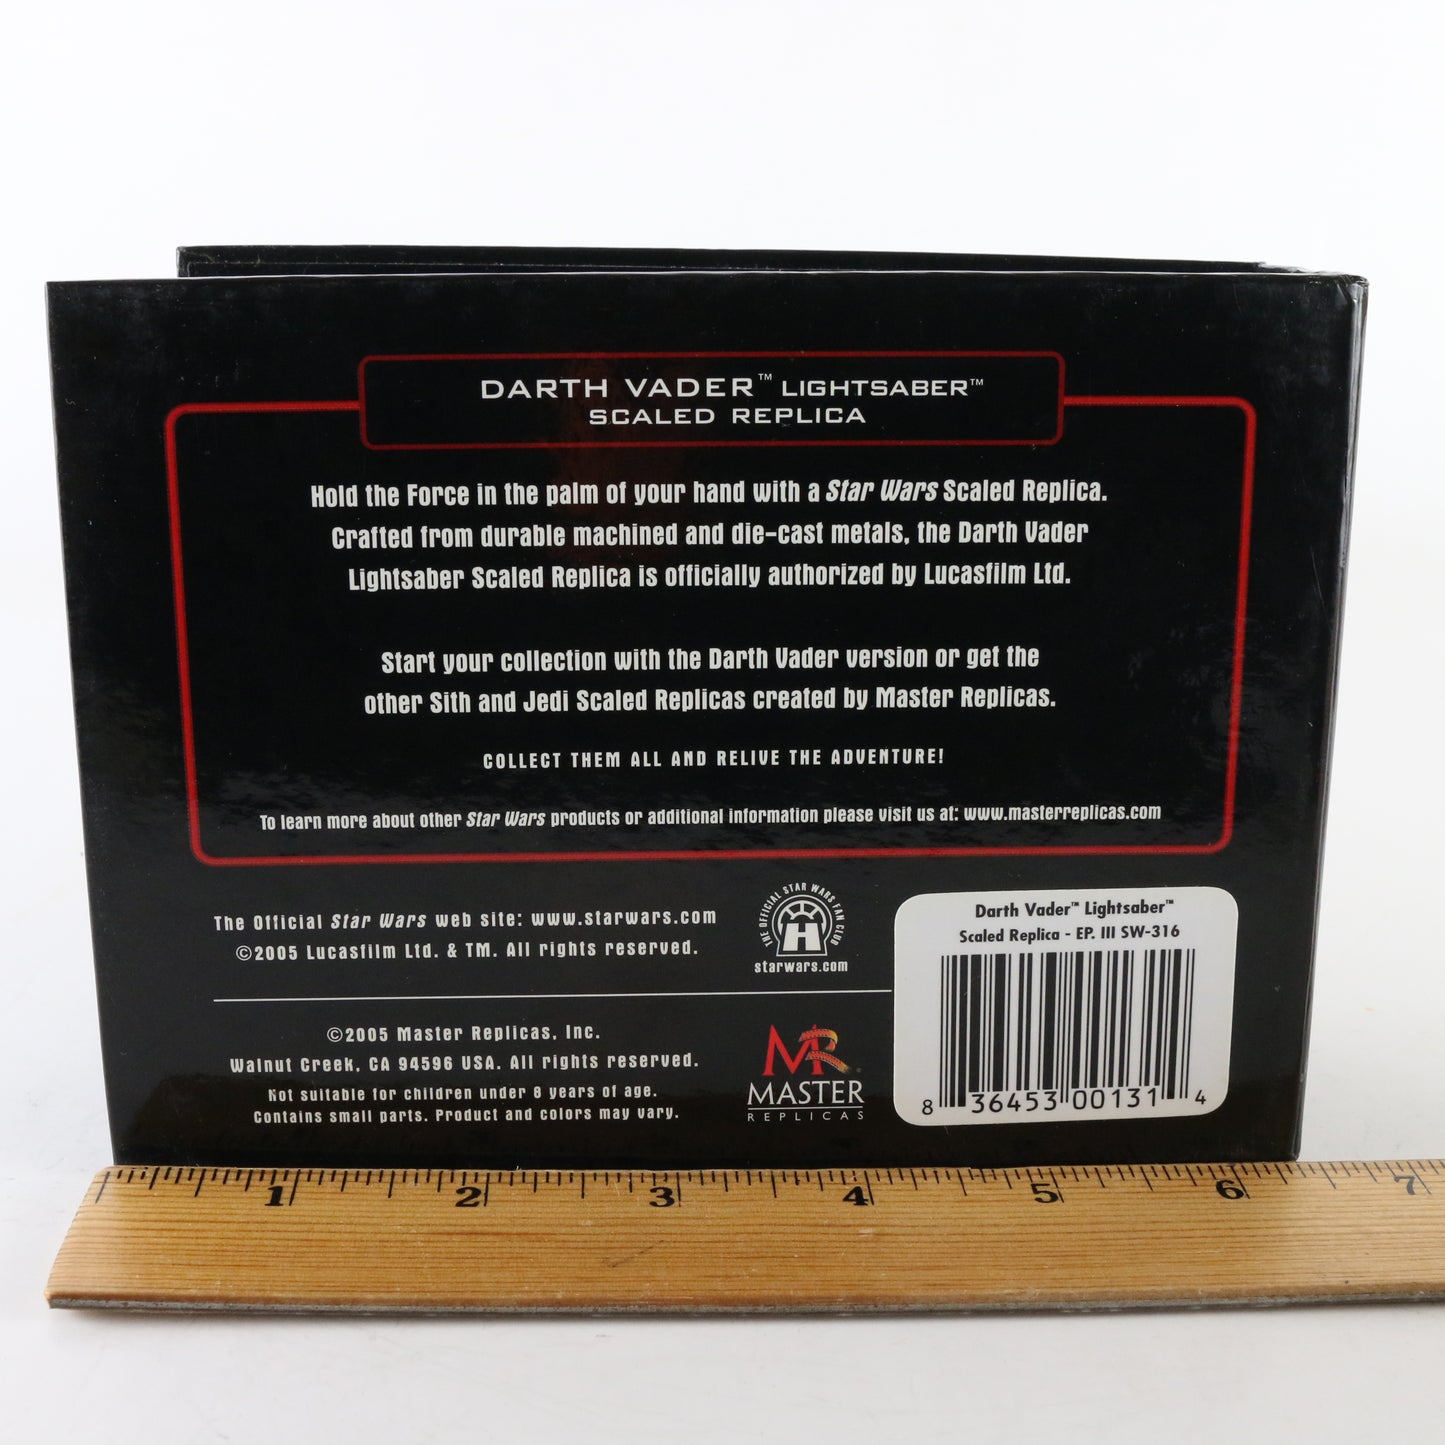 DARTH VADER™ LIGHTSABER™
SCALED REPLICA
Hold the Force in the palm of your hand with a Star Wars Scaled Replica.
Crafted from durable machined and die-cast metals, the Darth Vader
Lightsaber Scaled Replica is officially authorized by Lucasfilm Ltd.
Start your collection with the Darth Vader version or get the
other Sith and Jedi Scaled Replicas created by Master Replicas.
COLLECT THEM ALL AND RELIVE THE ADVENTURE!
To learn more about other Star Wars products or additional information please visit us at: www.masterreplicas.com
The Official Star Wars web site: www.starwars.com
©2005 Lucasfilm Ltd. & TM. All rights reserved.
THE OFFICIAL STAR WARS FAN CLUB
H
starwars.com
©2005 Master Replicas, Inc.
Walnut Creek, CA 94596 USA. All rights reserved.
Not suitable for children under 8 years of age.
Contains small parts. Product and colors may vary.
MR
MASTER
REPLICAS
Darth Vader™ Lightsaber™
Scaled Replica - EP. III SW-316
8 36453 00131 4
1 2 3 4 5 6 7